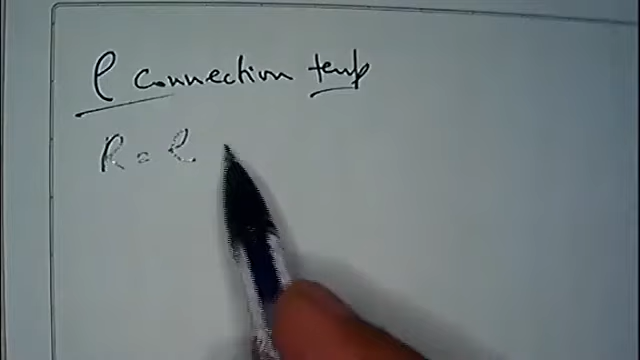 ρ connection temp
R = ρ